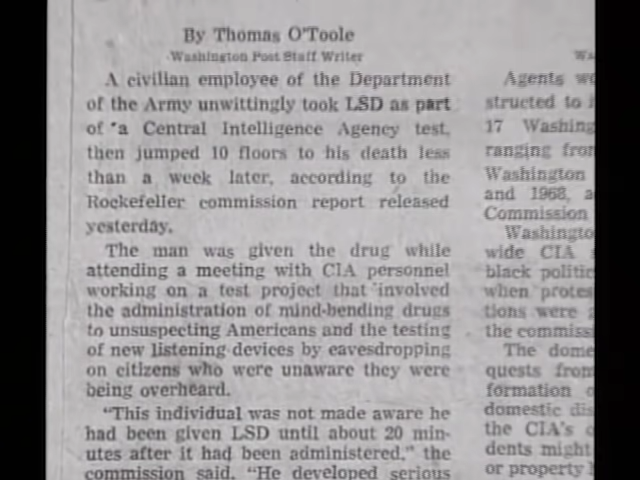 By Thomas O'Toole
Washington Post Staff Writer
A civilian employee of the Department
of the Army unwittingly took LSD as part
of a Central Intelligence Agency test,
then jumped 10 floors to his death less
than a week later, according to the
Rockefeller commission report released
yesterday.
The man was given the drug while
attending a meeting with CIA personnel
working on a test project that involved
the administration of mind-bending drugs
to unsuspecting Americans and the testing
of new listening devices by eavesdropping
on citizens who were unaware they were
being overheard.
"This individual was not made aware he
had been given LSD until about 20 min-
utes after it had been administered," the
commission said. "He developed serious
Wa
Agents wo
structed to
17 Washing
ranging from
Washington
and 1968, a
Commission
Washingto
wide CIA
black politic
when protes
tions were
the commiss
The dome
quests from
formation o
domestic dis
the CIA's
dents might
or property